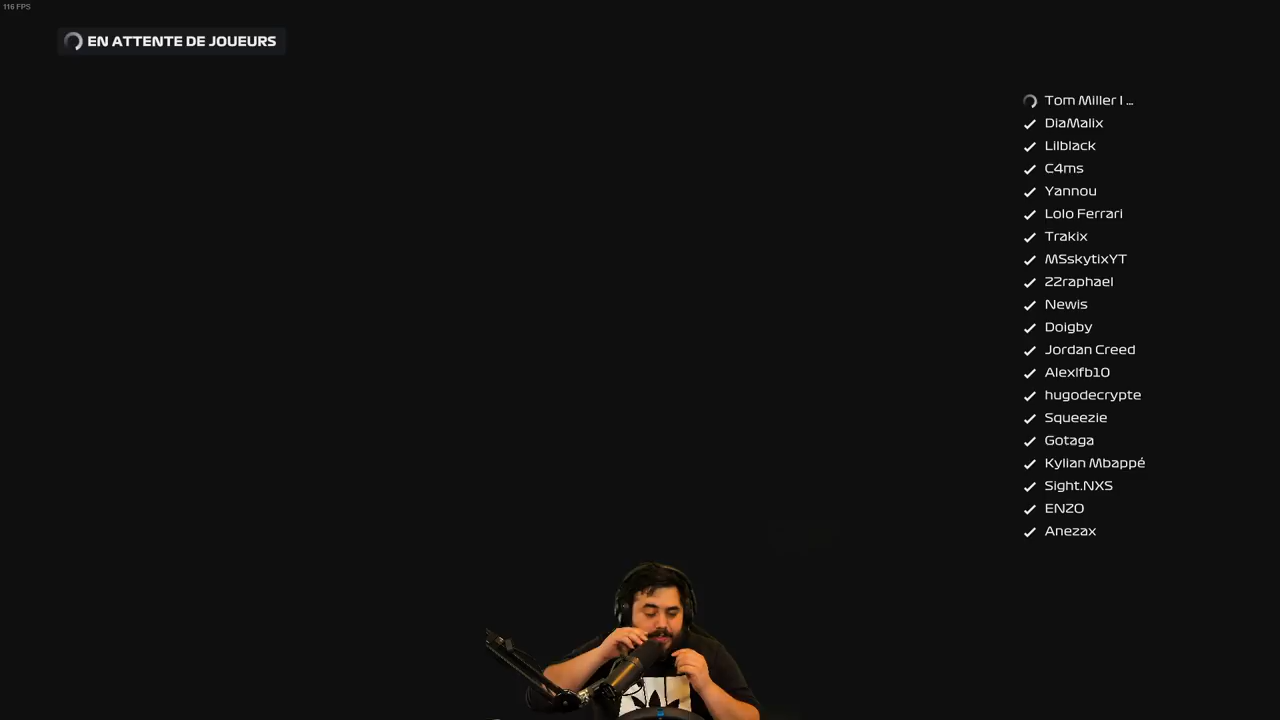 116 FPS
EN ATTENTE DE JOUEURS
Tom Miller I ...
DiaMalix
Lilblack
C4ms
Yannou
Lolo Ferrari
Trakix
MSskytixYT
22raphael
Newis
Doigby
Jordan Creed
Alexlfb10
hugodecrypte
Squeezie
Gotaga
Kylian Mbappé
Sight.NXS
ENZO
Anezax